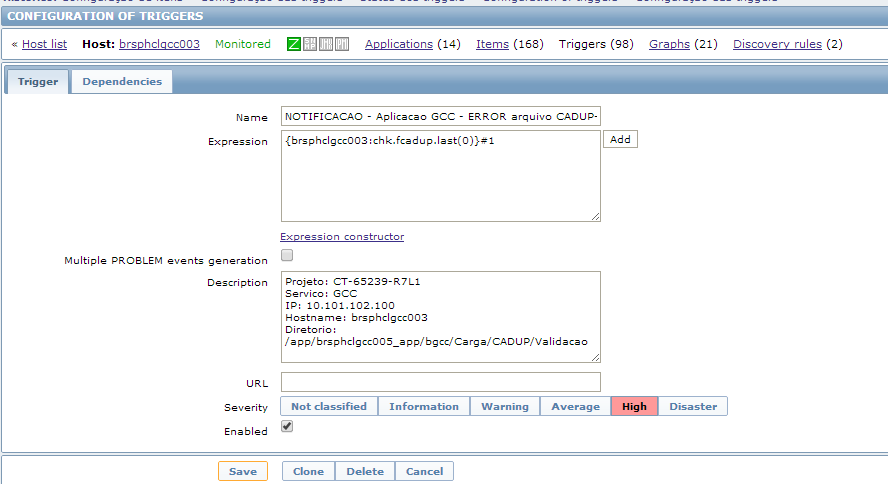 CONFIGURATION OF TRIGGERS
« Host list Host: brsphclgcc003 Monitored Z Applications (14) Items (168) Triggers (98) Graphs (21) Discovery rules (2)
Trigger Dependencies
Name NOTIFICACAO - Aplicacao GCC - ERROR arquivo CADUP-
Expression {brsphclgcc003:chk.fcadup.last(0)}#1 Add
Expression constructor
Multiple PROBLEM events generation
Description Projeto: CT-65239-R7L1
Servico: GCC
IP: 10.101.102.100
Hostname: brsphclgcc003
Diretorio:
/app/brsphclgcc005_app/bgcc/Carga/CADUP/Validacao
URL
Severity Not classified Information Warning Average High Disaster
Enabled
Save Clone Delete Cancel